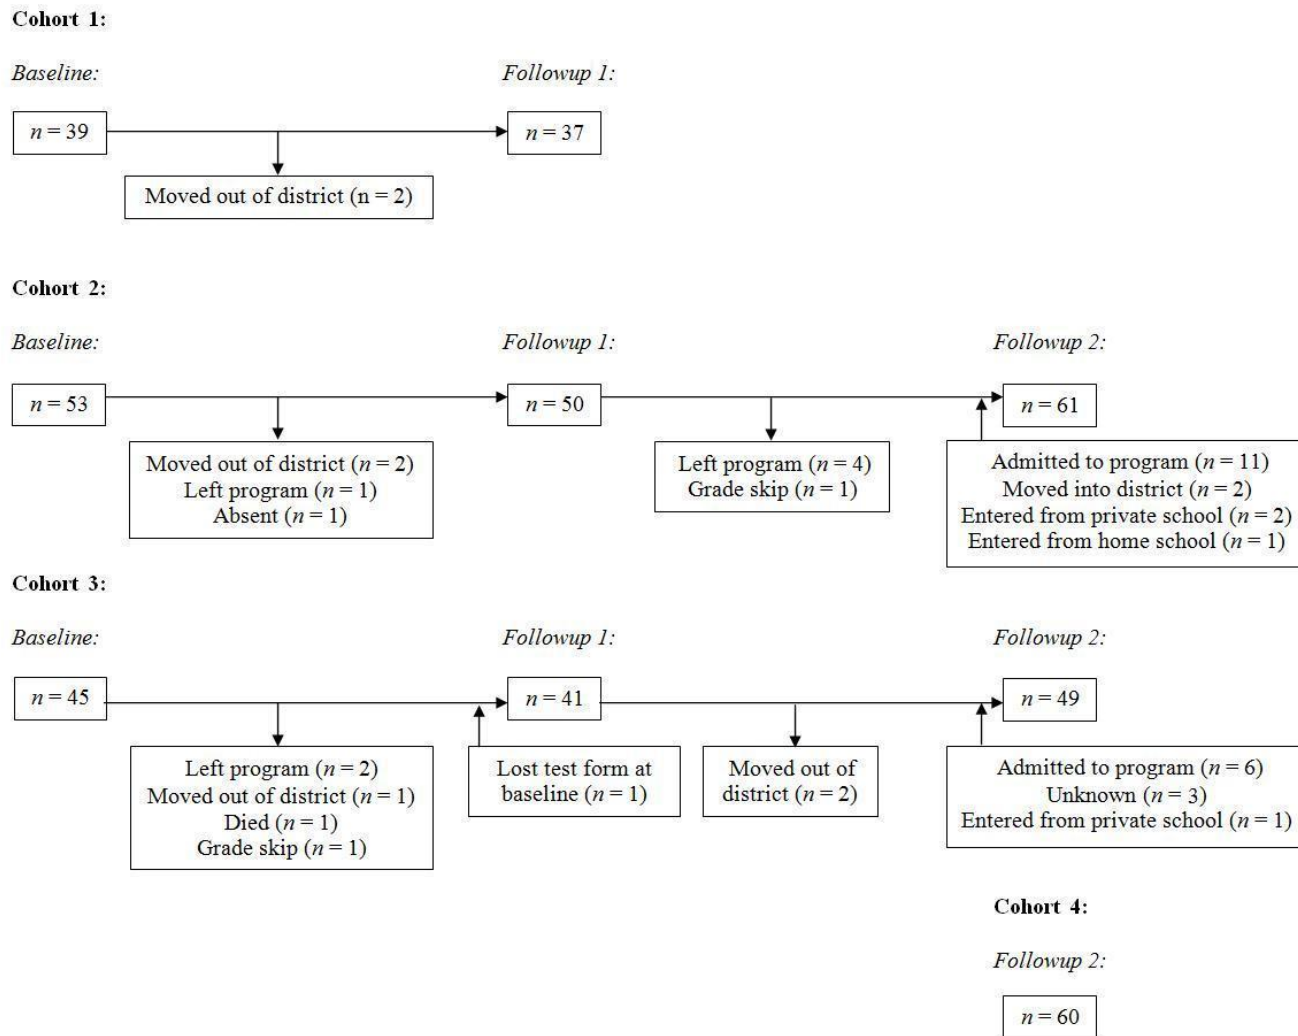 Cohort 1:
Baseline:
Followup 1:
n = 39
n = 37
Moved out of district (n = 2)
Cohort 2:
Baseline:
Followup 1:
Followup 2:
n = 53
n = 50
n = 61
Moved out of district (n = 2)
Left program (n = 1)
Absent (n = 1)
Left program (n = 4)
Grade skip (n = 1)
Admitted to program (n = 11)
Moved into district (n = 2)
Entered from private school (n = 2)
Entered from home school (n = 1)
Cohort 3:
Baseline:
Followup 1:
Followup 2:
n = 45
n = 41
n = 49
Left program (n = 2)
Moved out of district (n = 1)
Died (n = 1)
Grade skip (n = 1)
Lost test form at
baseline (n = 1)
Moved out of
district (n = 2)
Admitted to program (n = 6)
Unknown (n = 3)
Entered from private school (n = 1)
Cohort 4:
Followup 2:
n = 60